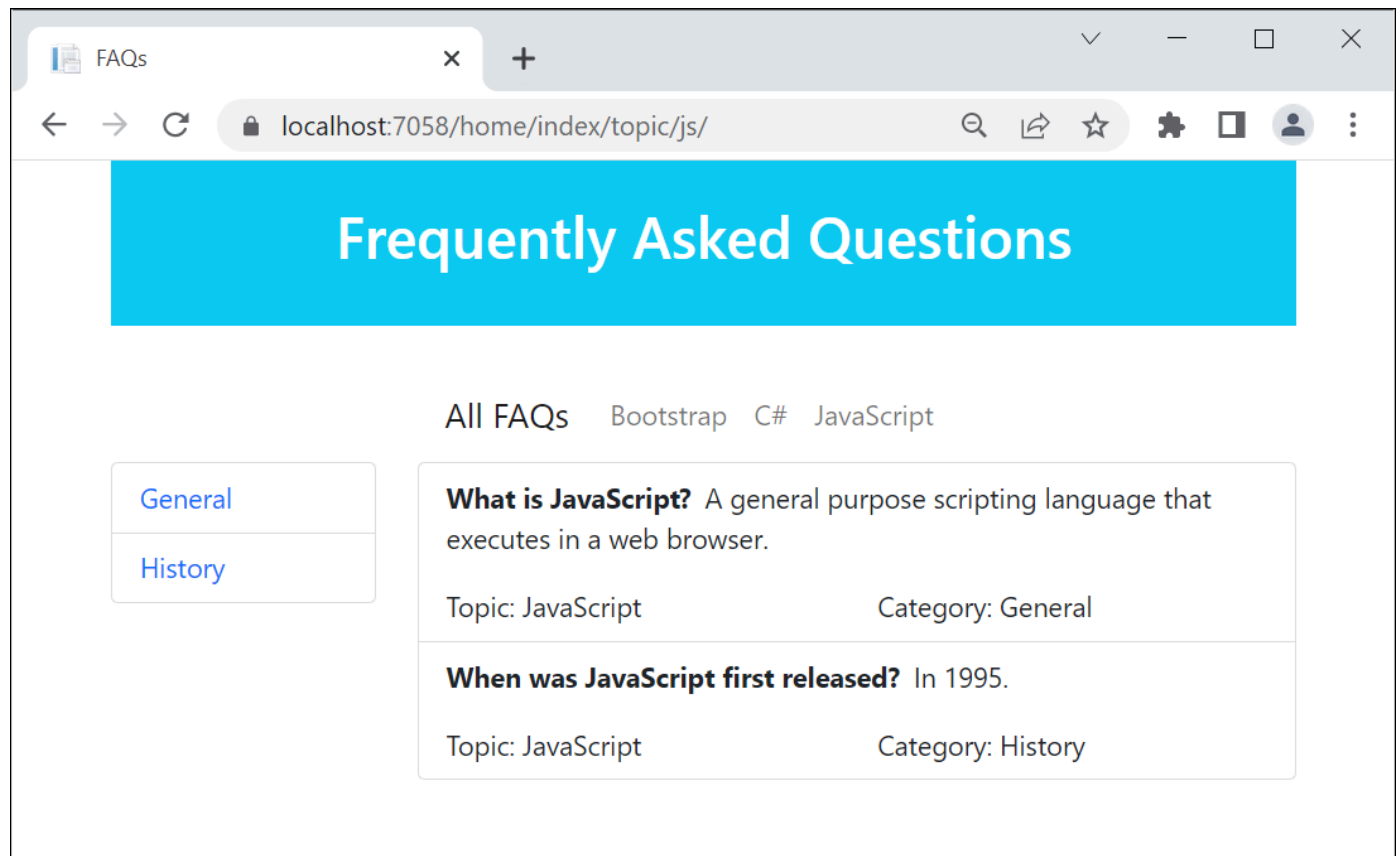 FAQs
localhost:7058/home/index/topic/js/
Frequently Asked Questions
All FAQs Bootstrap C# JavaScript
General
History
What is JavaScript? A general purpose scripting language that
executes in a web browser.
Topic: JavaScript Category: General
When was JavaScript first released? In 1995.
Topic: JavaScript Category: History